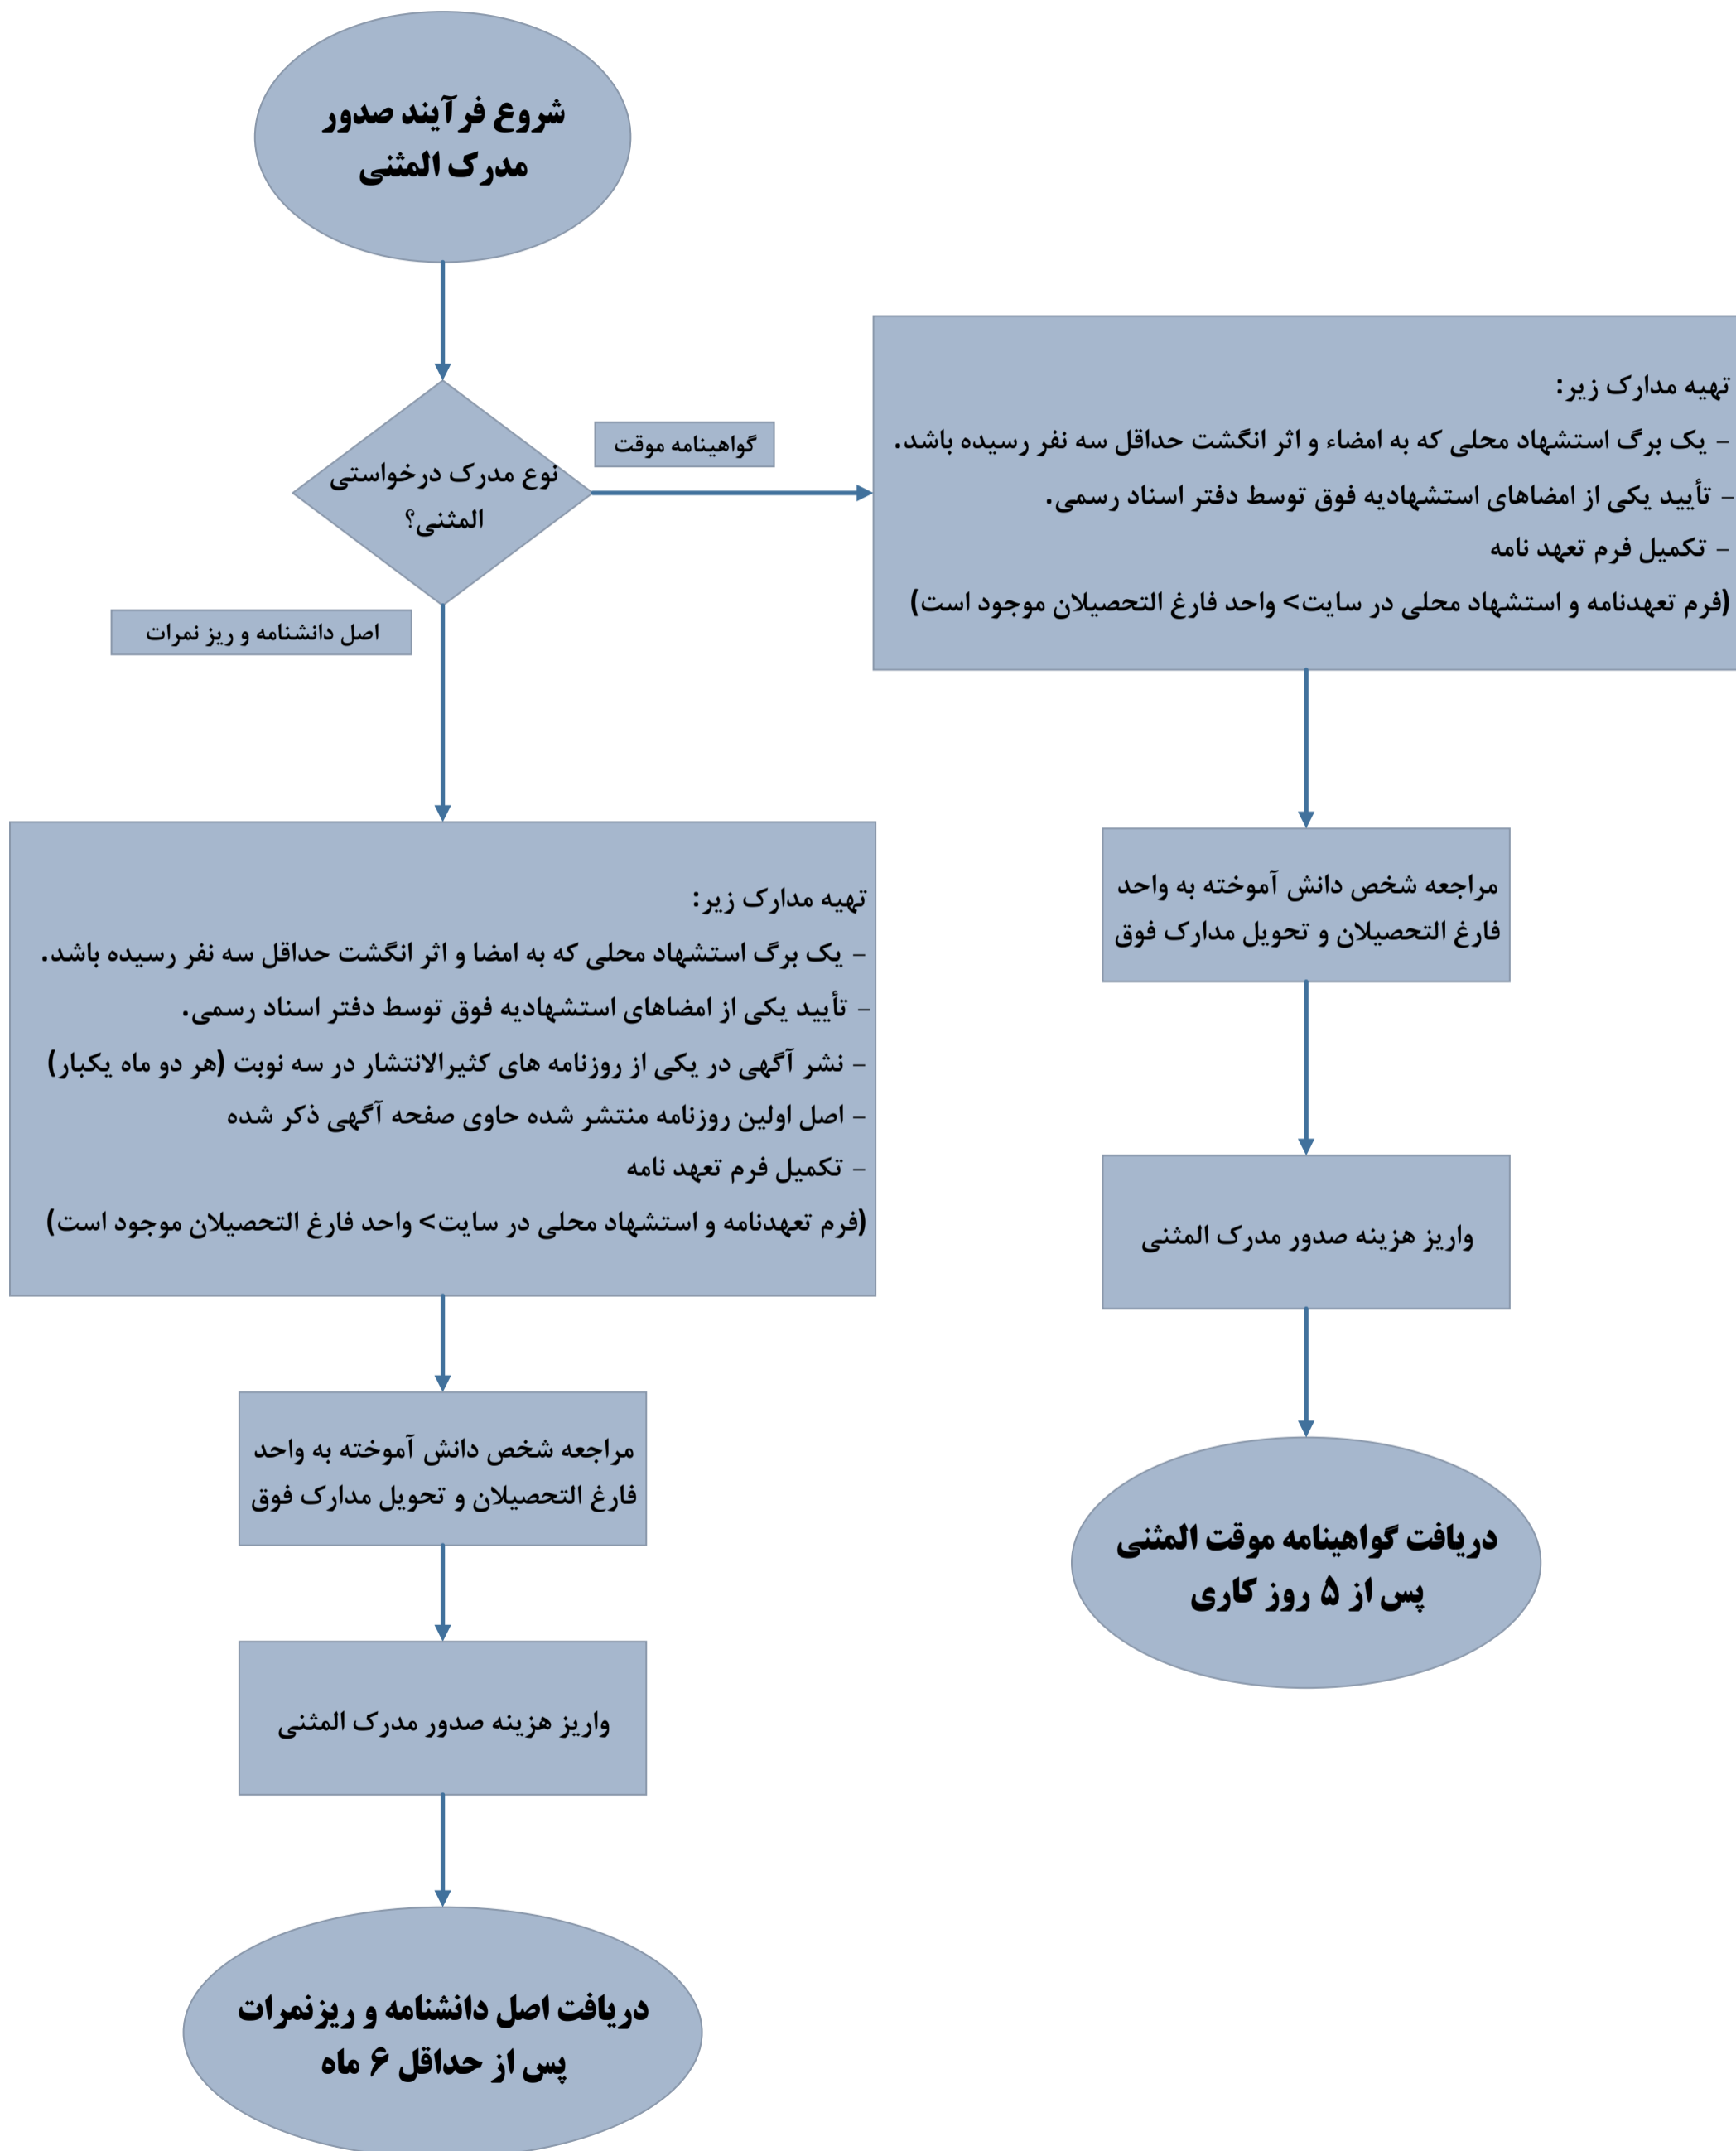 شروع فرآیند صدور
مدرک المثنی
نوع مدرک درخواستی
المثنی؟
گواهینامه موقت
تهیه مدارک زیر:
- یک برگ استشهاد محلی که به امضاء و اثر انگشت حداقل سه نفر رسیده باشد.
- تأیید یکی از امضاهای استشهادیه فوق توسط دفتر اسناد رسمی.
- تکمیل فرم تعهد نامه
(فرم تعهدنامه و استشهاد محلی در سایت> واحد فارغ التحصیلان موجود است)
مراجعه شخص دانش آموخته به واحد
فارغ التحصیلان و تحویل مدارک فوق
واریز هزینه صدور مدرک المثنی
دریافت گواهینامه موقت المثنی
پس از ۵ روز کاری
اصل دانشنامه و ریز نمرات
تهیه مدارک زیر:
- یک برگ استشهاد محلی که به امضا و اثر انگشت حداقل سه نفر رسیده باشد.
- تأیید یکی از امضاهای استشهادیه فوق توسط دفتر اسناد رسمی.
- نشر آگهی در یکی از روزنامه های کثیرالانتشار در سه نوبت (هر دو ماه یکبار)
- اصل اولین روزنامه منتشر شده حاوی صفحه آگهی ذکر شده
- تکمیل فرم تعهد نامه
(فرم تعهدنامه و استشهاد محلی در سایت> واحد فارغ التحصیلان موجود است)
مراجعه شخص دانش آموخته به واحد
فارغ التحصیلان و تحویل مدارک فوق
واریز هزینه صدور مدرک المثنی
دریافت اصل دانشنامه و ریزنمرات
پس از حداقل ۶ ماه